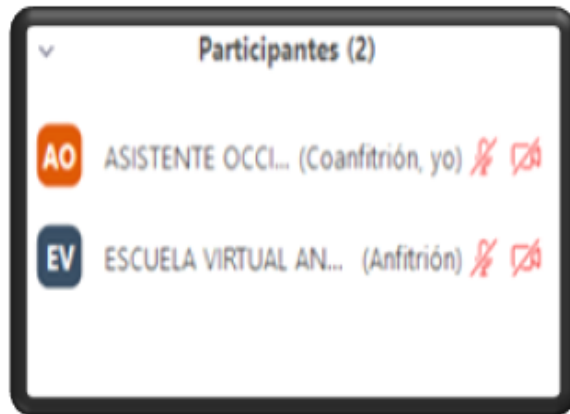 Participantes (2)
AO ASISTENTE OCCI... (Coanfitrión, yo)
EV ESCUELA VIRTUAL AN... (Anfitrión)